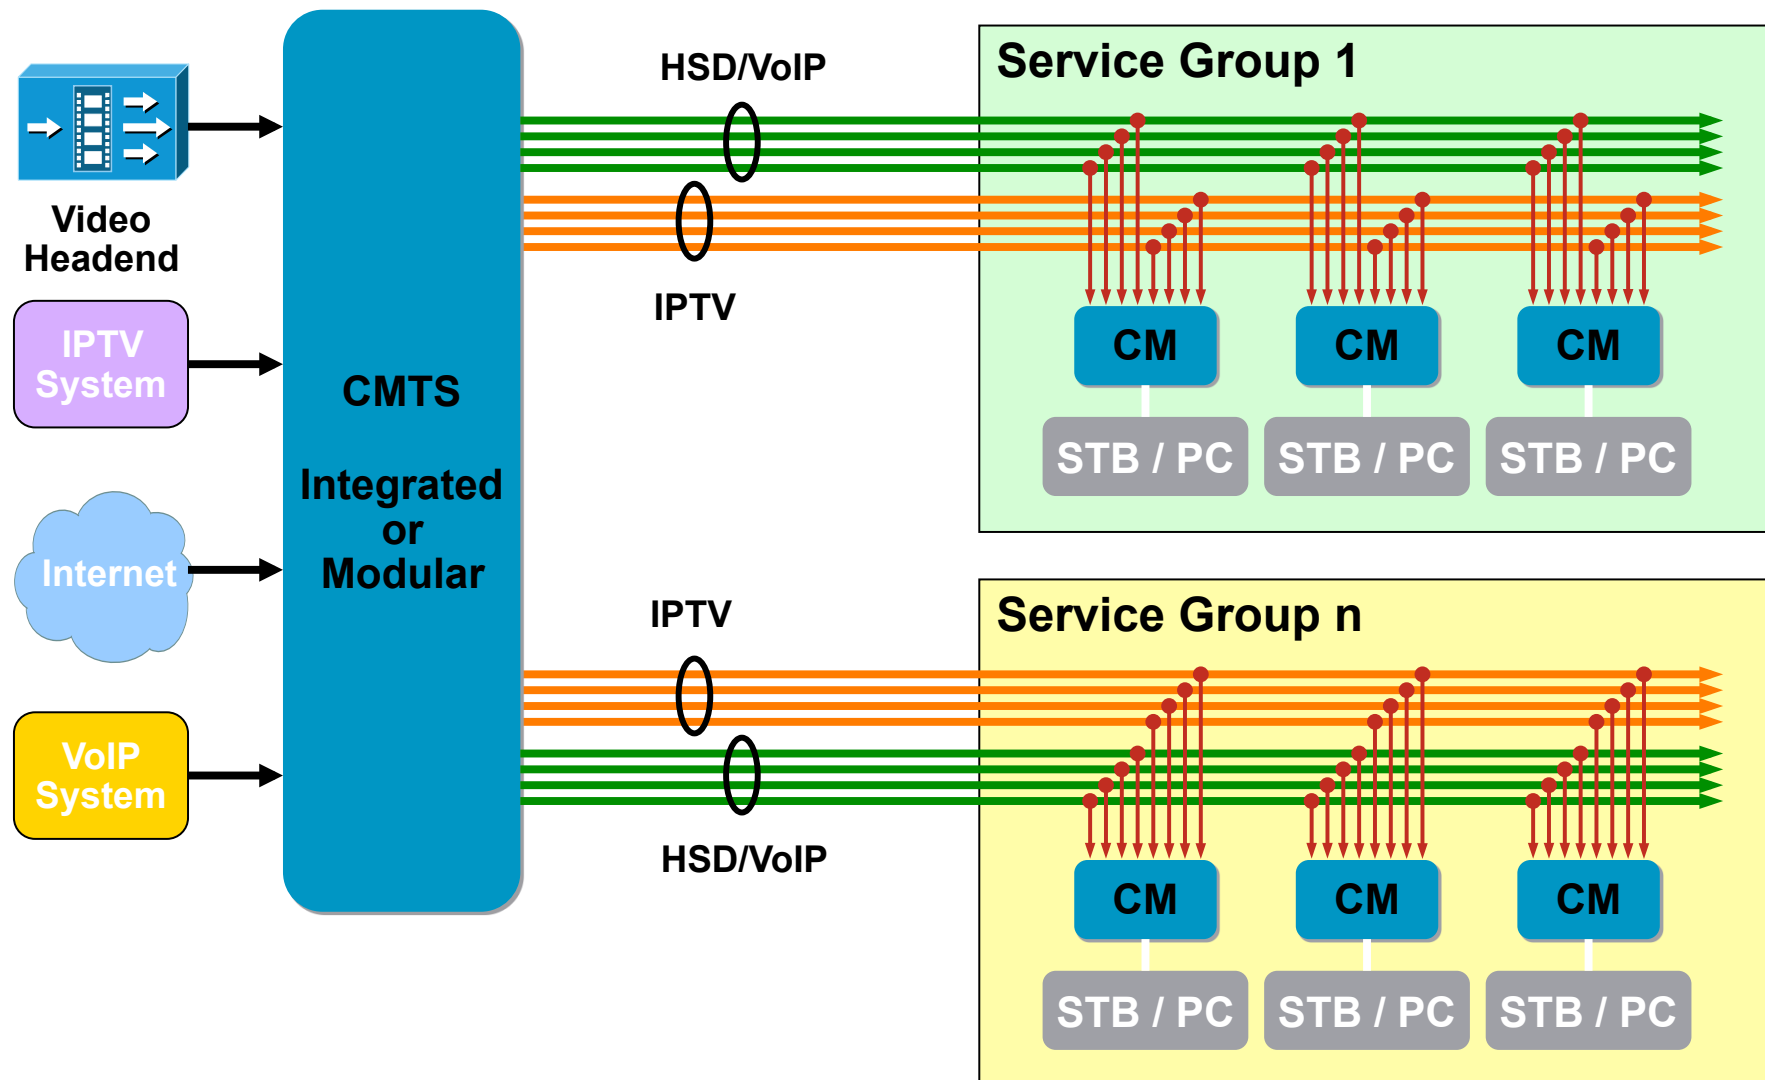 Video
Headend
IPTV
System
Internet
VoIP
System
CMTS
Integrated
or
Modular
HSD/VoIP
IPTV
Service Group 1
CM CM CM
STB / PC STB / PC STB / PC
IPTV
HSD/VoIP
Service Group n
CM CM CM
STB / PC STB / PC STB / PC